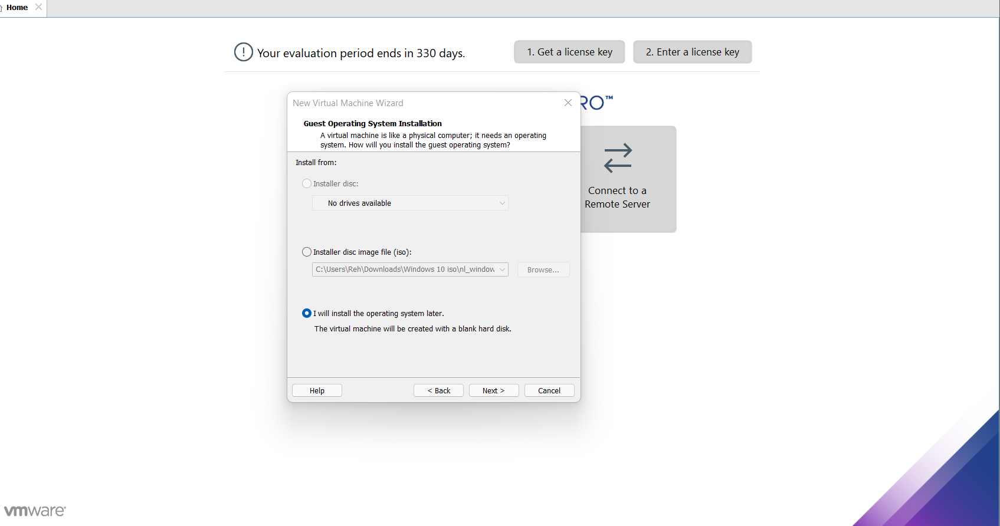 Home
Your evaluation period ends in 330 days.
1. Get a license key
2. Enter a license key
RO™
New Virtual Machine Wizard
Guest Operating System Installation
A virtual machine is like a physical computer; it needs an operating
system. How will you install the guest operating system?
Install from:
Installer disc:
No drives available
Installer disc image file (iso):
C:\Users\Reh\Downloads\Windows 10 iso\nl_window
Browse...
I will install the operating system later.
The virtual machine will be created with a blank hard disk.
Help
< Back
Next >
Cancel
Connect to a
Remote Server
vmware®